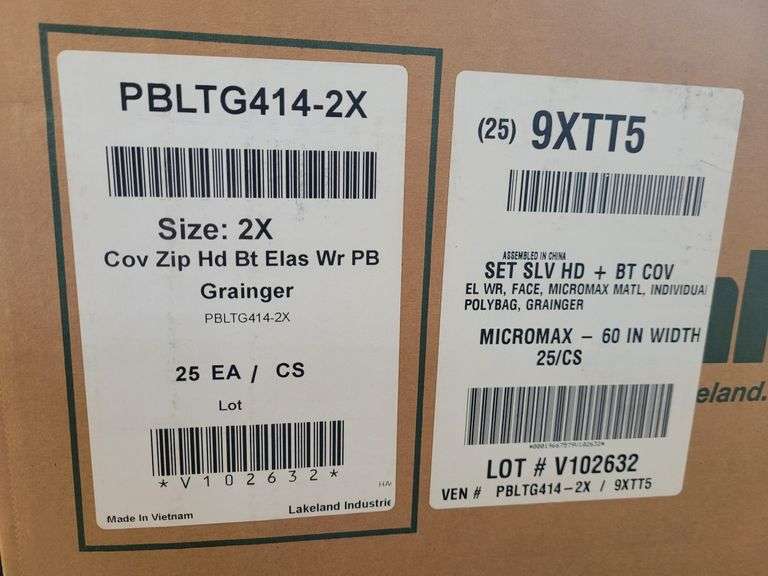 PBLTG414-2X
Size: 2X
Cov Zip Hd Bt Elas Wr PB
Grainger
PBLTG414-2X
25 EA / CS
Lot
*V102632*
Made In Vietnam
Lakeland Industrie
(25) 9XTT5
ASSEMBLED IN CHINA
SET SLV HD + BT COV
EL WR, FACE, MICROMAX MATL, INDIVIDUAL
POLYBAG, GRAINGER
MICROMAX - 60 IN WIDTH
25/CS
LOT # V102632
VEN # PBLTG414-2X / 9XTT5
eland.